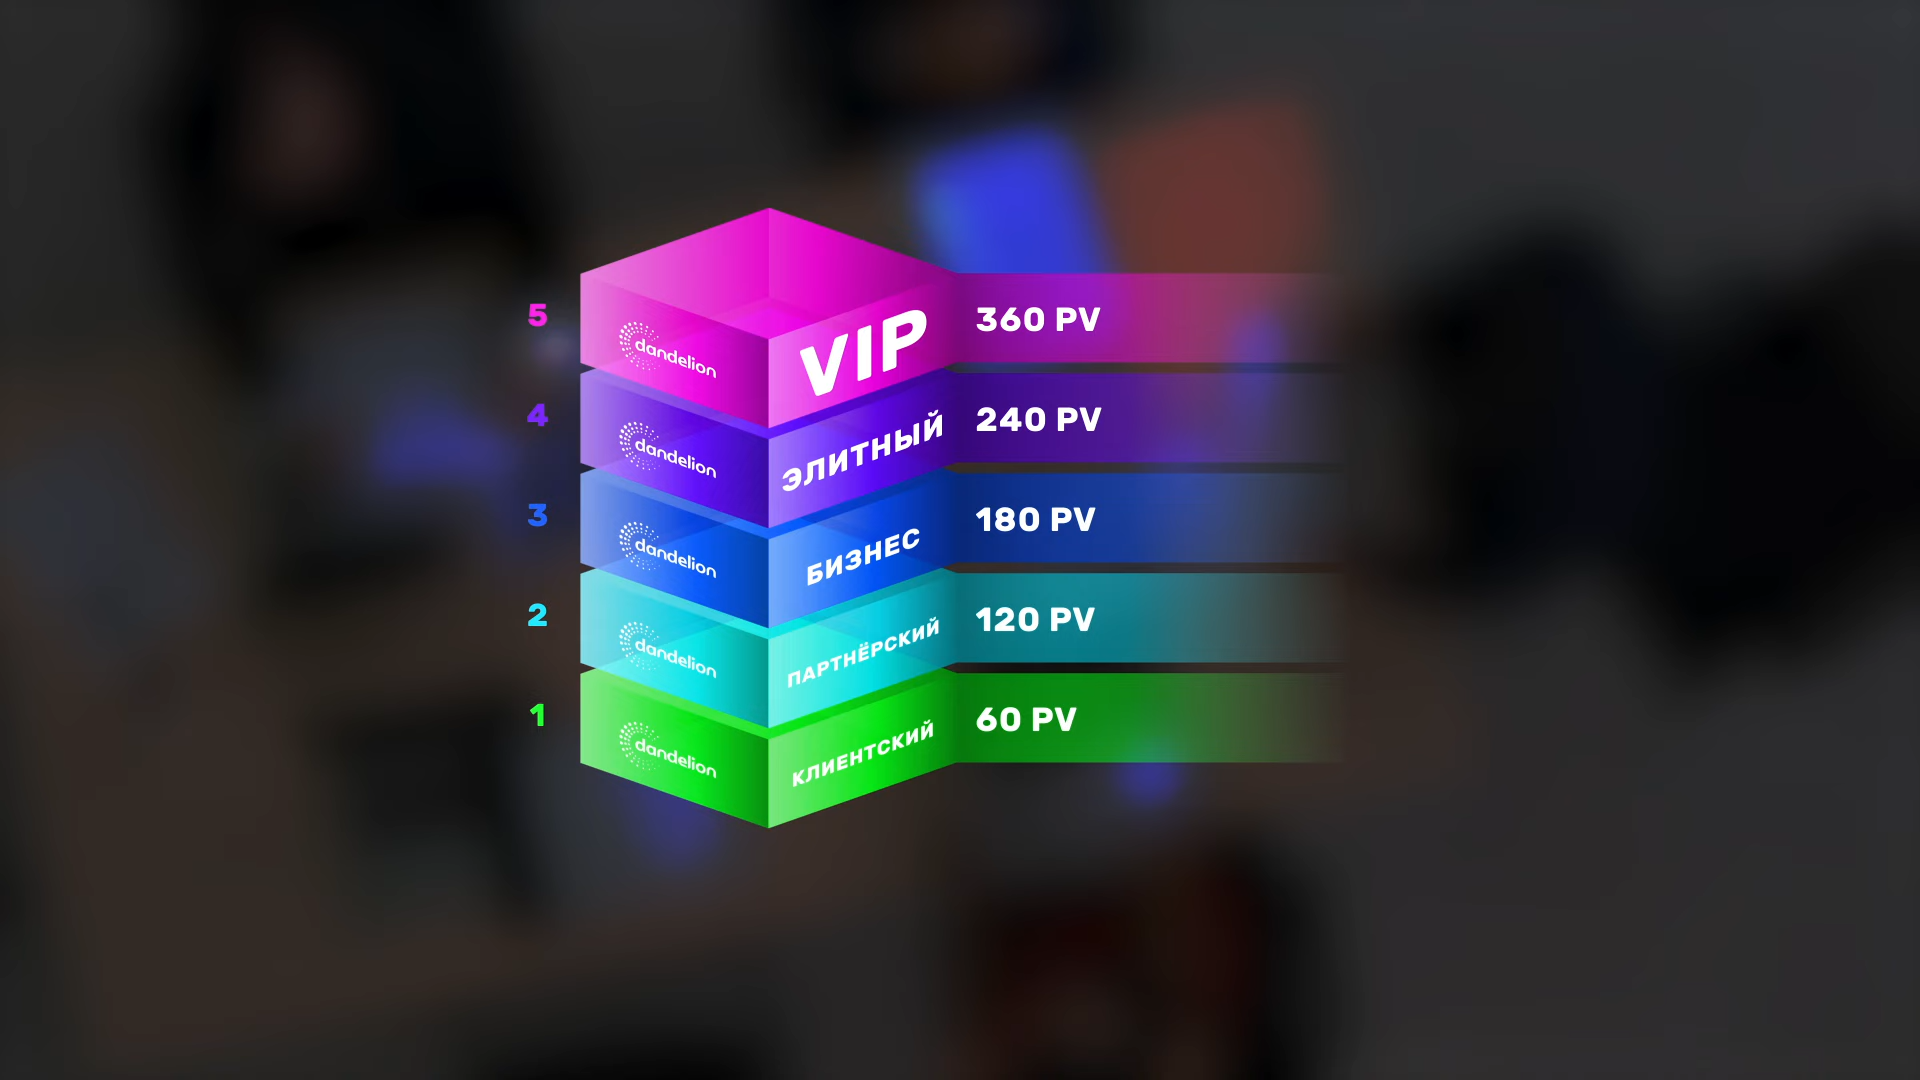 5
dandelion
VIP
360 PV
4
dandelion
ЭЛИТНЫЙ
240 PV
3
dandelion
БИЗНЕС
180 PV
2
dandelion
ПАРТНЁРСКИЙ
120 PV
1
dandelion
КЛИЕНТСКИЙ
60 PV